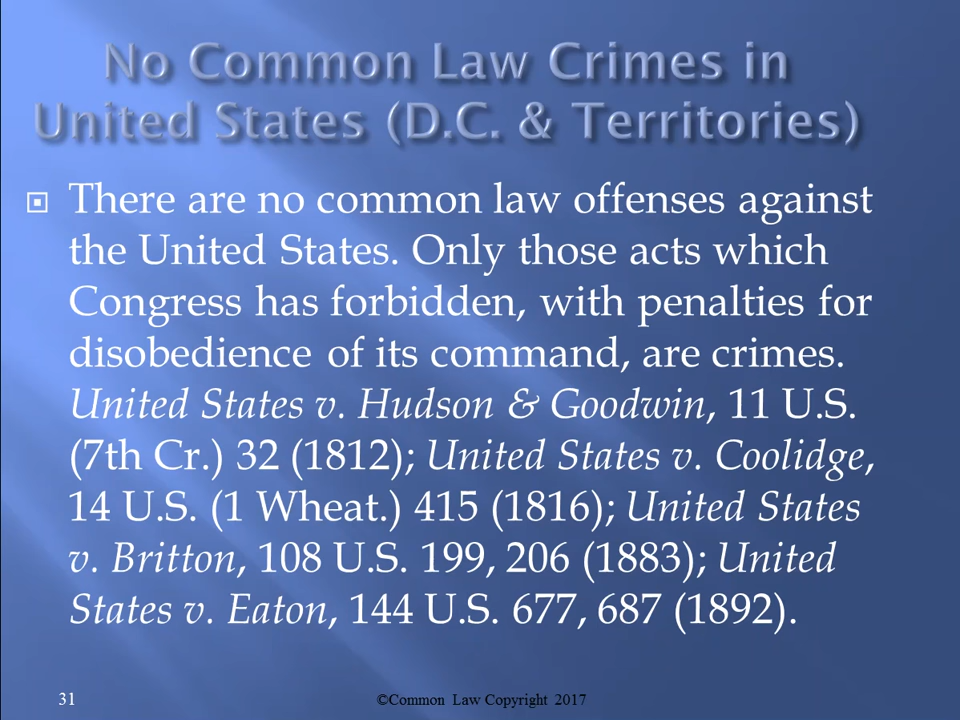 No Common Law Crimes in
United States (D.C. & Territories)
There are no common law offenses against
the United States. Only those acts which
Congress has forbidden, with penalties for
disobedience of its command, are crimes.
United States v. Hudson & Goodwin, 11 U.S.
(7th Cr.) 32 (1812); United States v. Coolidge,
14 U.S. (1 Wheat.) 415 (1816); United States
v. Britton, 108 U.S. 199, 206 (1883); United
States v. Eaton, 144 U.S. 677, 687 (1892).
31 ©Common Law Copyright 2017